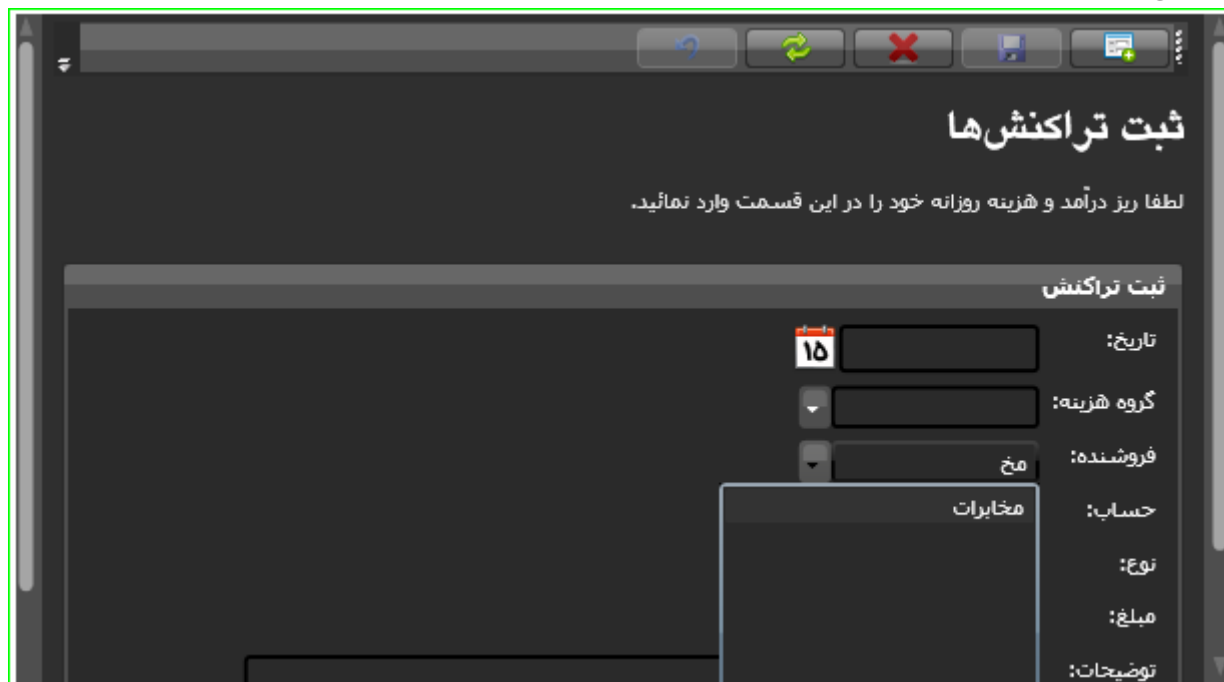 ثبت تراکنش‌ها
لطفا ریز درآمد و هزینه روزانه خود را در این قسمت وارد نمائید.
ثبت تراکنش
تاریخ:
۱۵
گروه هزینه:
فروشنده:
مخ
مخابرات
حساب:
نوع:
مبلغ:
توضیحات: